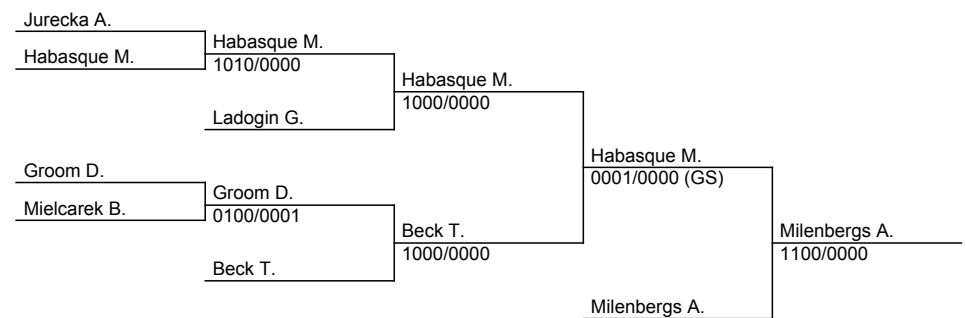 Jurecka A.
Habasque M.
Habasque M.
1010/0000
Habasque M.
1000/0000
Ladogin G.
Habasque M.
0001/0000 (GS)
Groom D.
Groom D.
0100/0001
Mielcarek B.
Beck T.
1000/0000
Milenbergs A.
1100/0000
Beck T.
Milenbergs A.